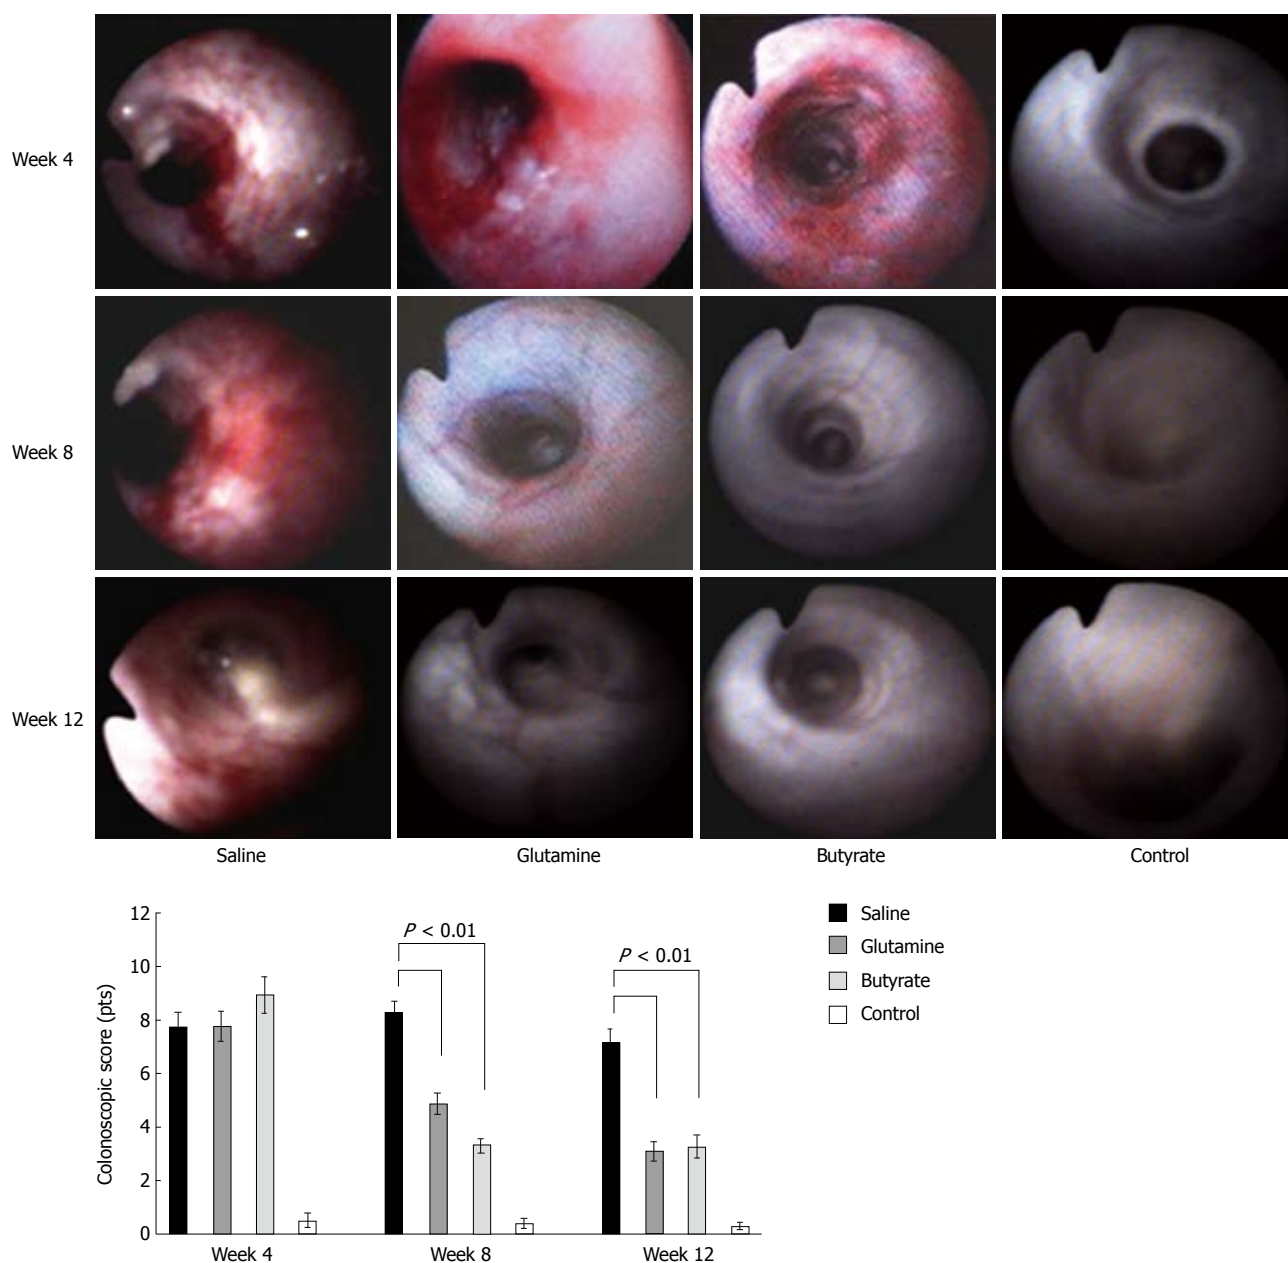 Week 4
Week 8
Week 12
Saline
Glutamine
Butyrate
Control
Colonoscopic score (pts)
12
10
8
6
4
2
0
P < 0.01
P < 0.01
Week 4
Week 8
Week 12
Saline
Glutamine
Butyrate
Control